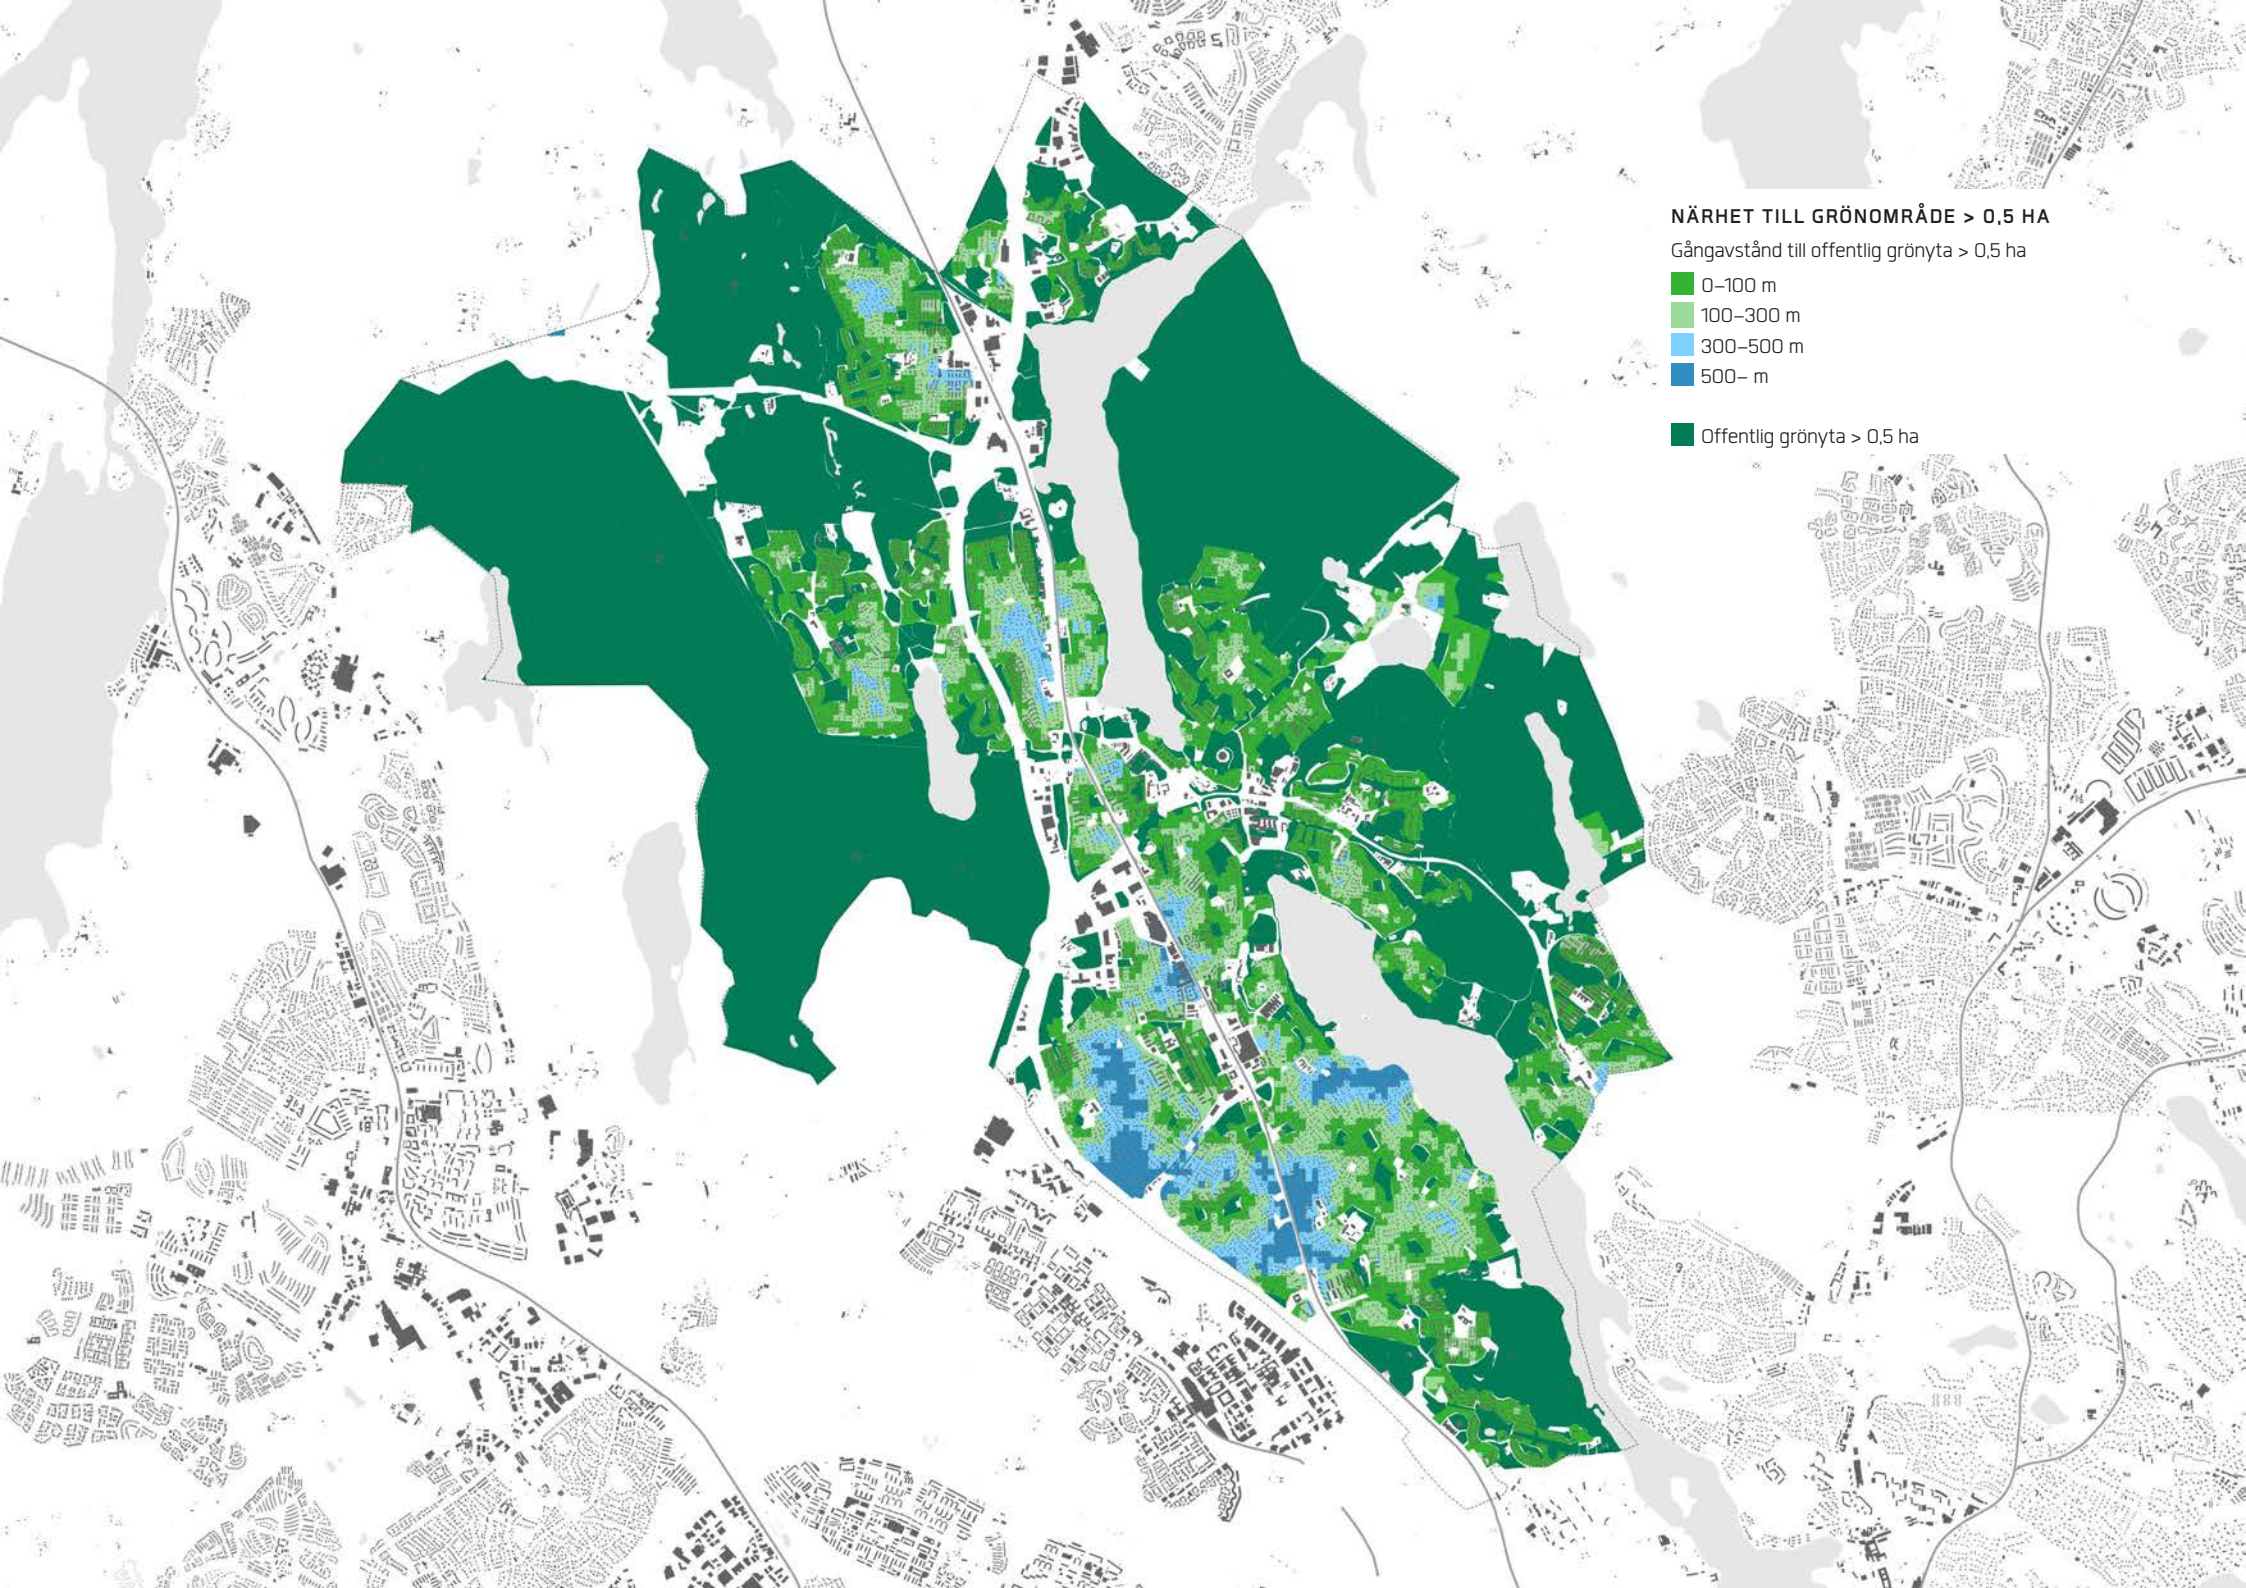 NÄRHET TILL GRÖNOMRÅDE > 0,5 HA
Gångavstånd till offentlig grönyta > 0,5 ha
0–100 m
100–300 m
300–500 m
500– m
Offentlig grönyta > 0,5 ha